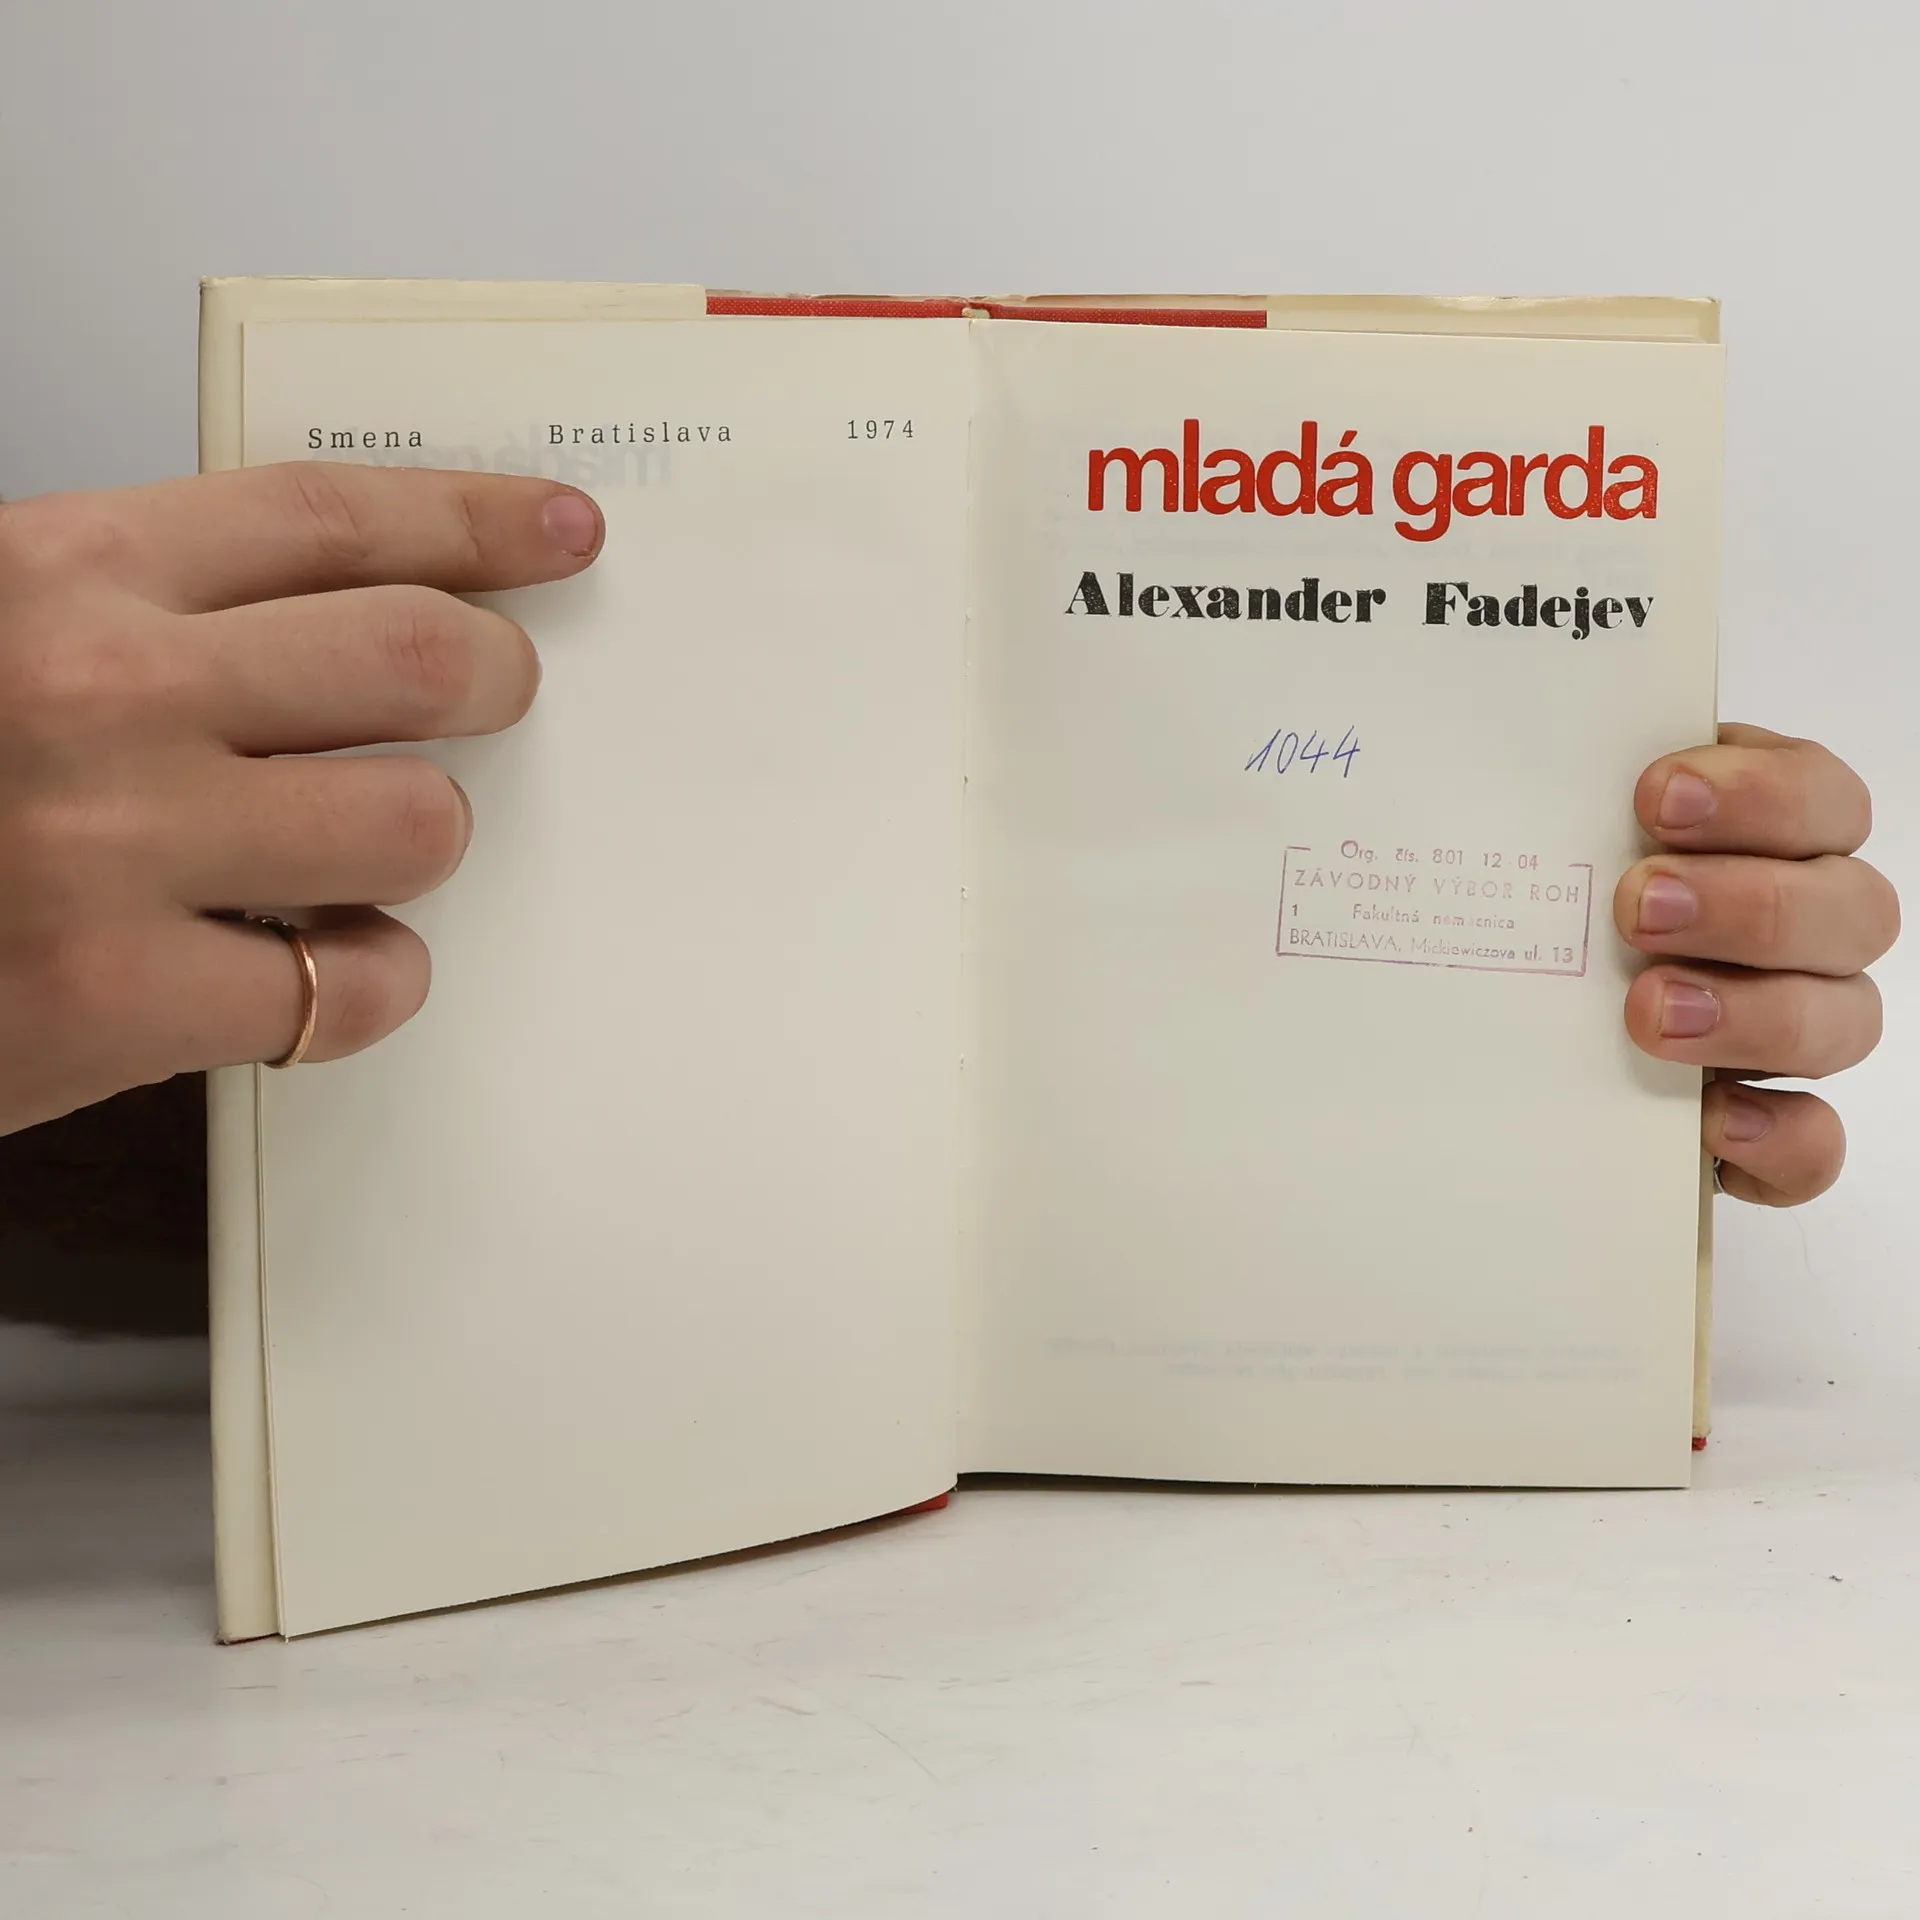 Smena Bratislava 1974
mladá garda
Alexander Fadejev
1044
Org. čís. 801 12 04
ZÁVODNÝ VÝBOR ROH
1 Fakultná nemocnica
BRATISLAVA, Mickiewiczova ul. 13